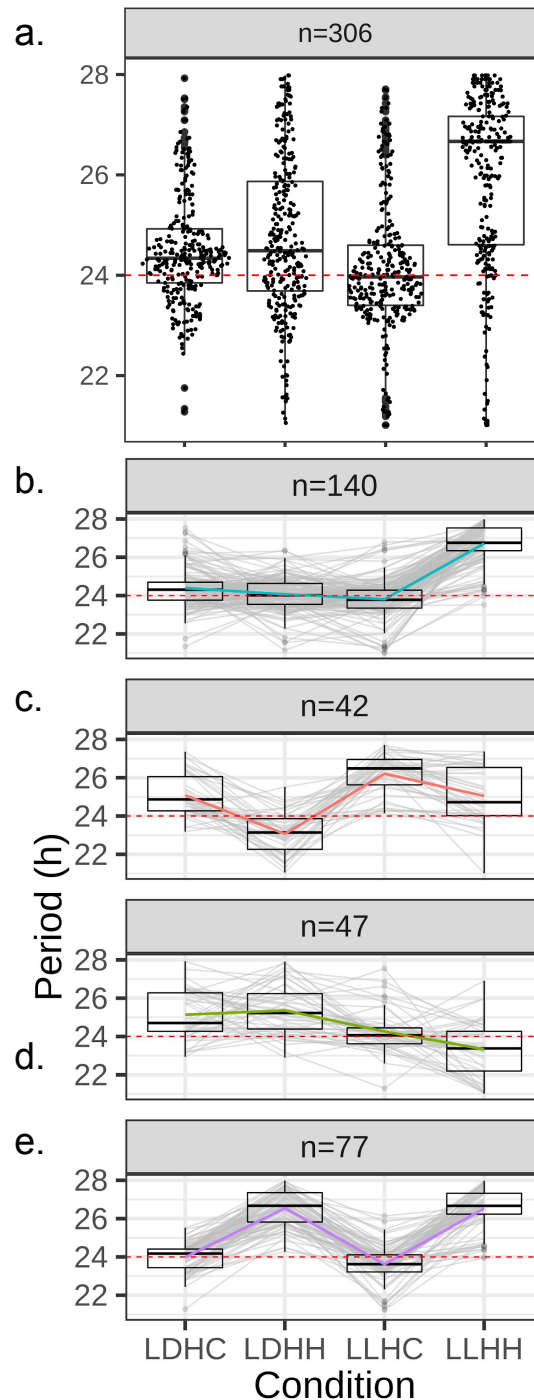 a.
n=306
28
26
24
22
b.
n=140
28
26
24
22
c.
n=42
28
26
24
22
Period (h)
n=47
28
26
24
d.
22
e.
n=77
28
26
24
22
LDHC LDHH LLHC LLHH
Condition